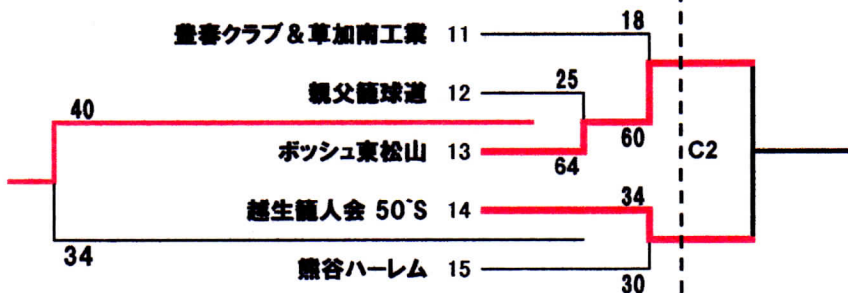 豊春クラブ&草加南工業 11 18
親父籠球道 12 25
40
60
ボッシュ東松山 13 C2
64
越生籠人会 50`S 14 34
34
熊谷ハーレム 15 30